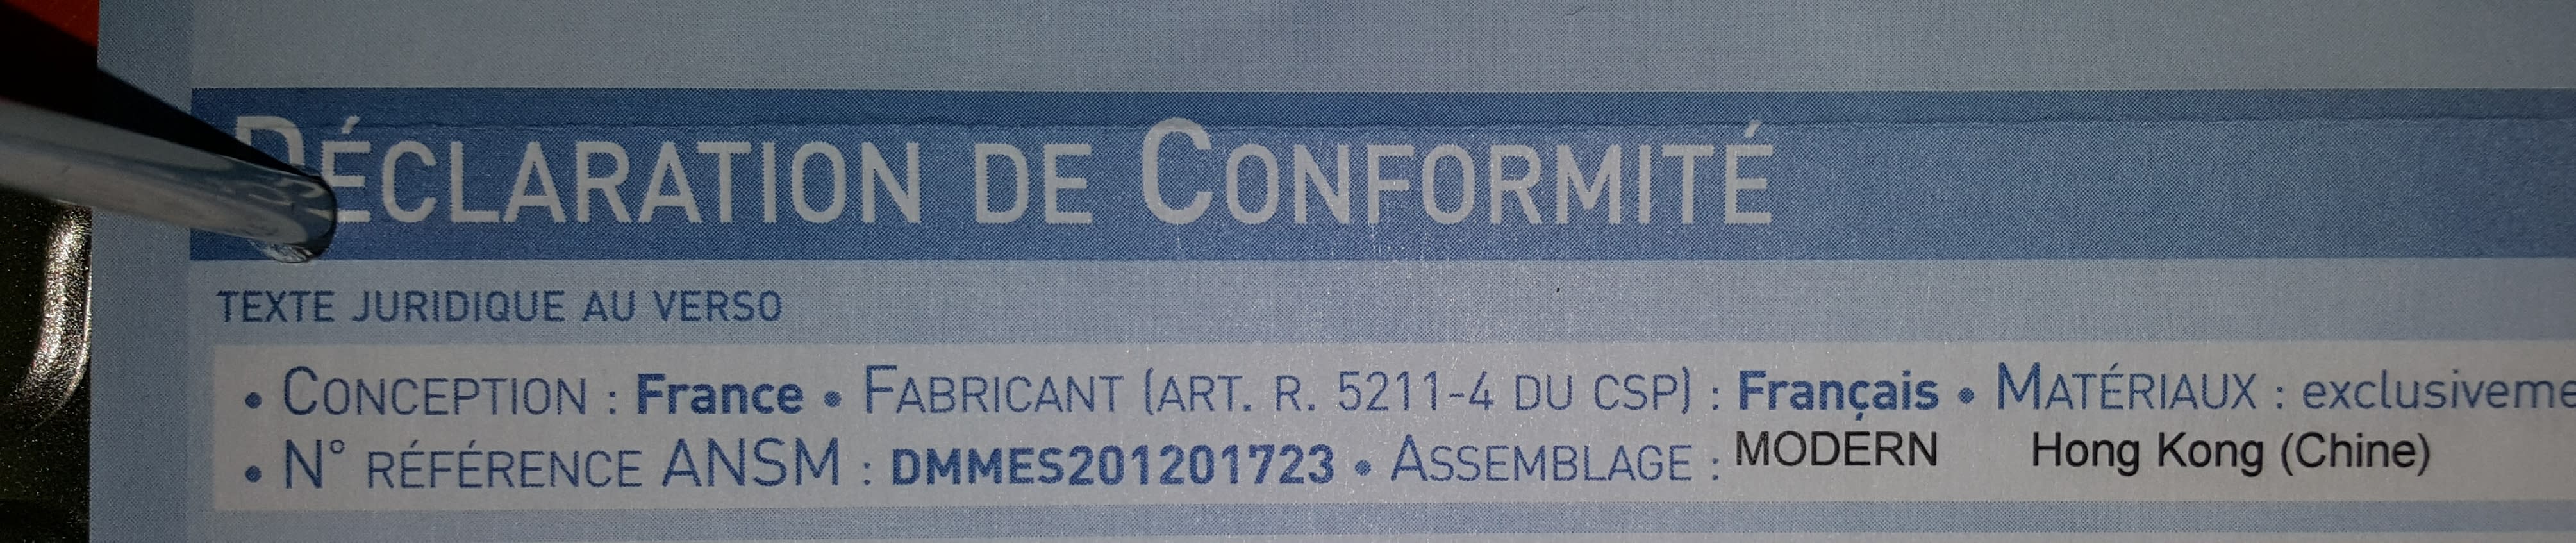 DÉCLARATION DE CONFORMITÉ
TEXTE JURIDIQUE AU VERSO
• CONCEPTION : France • FABRICANT (ART. R. 5211-4 DU CSP) : Français • MATÉRIAUX : exclusiveme
• N° RÉFÉRENCE ANSM : DMMES201201723 • ASSEMBLAGE : MODERN Hong Kong (Chine)